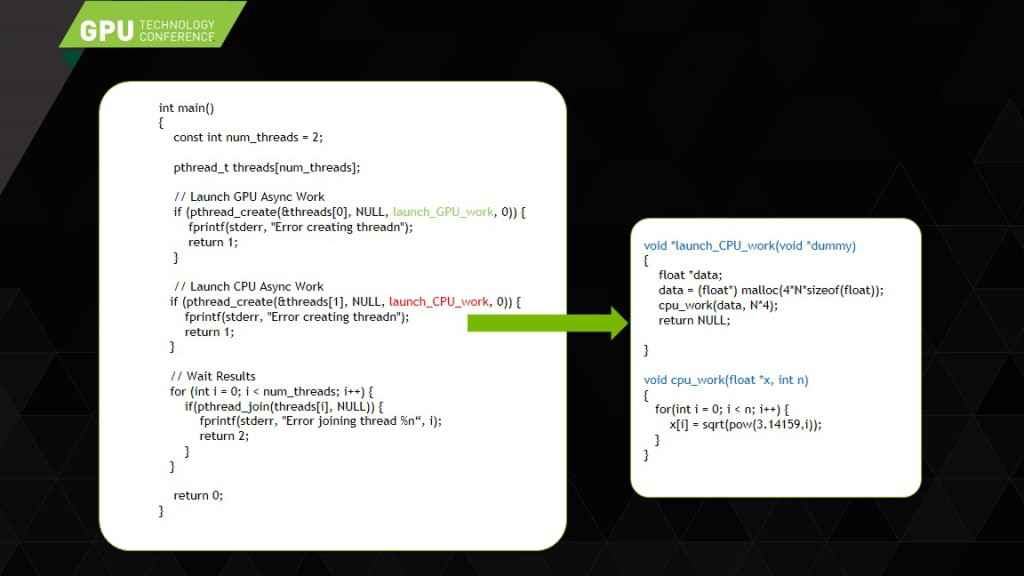 GPU TECHNOLOGY
CONFERENCE
int main()
{
const int num_threads = 2;
pthread_t threads[num_threads];
// Launch GPU Async Work
if (pthread_create(&threads[0], NULL, launch_GPU_work, 0)) {
fprintf(stderr, "Error creating threadn");
return 1;
}
// Launch CPU Async Work
if (pthread_create(&threads[1], NULL, launch_CPU_work, 0)) {
fprintf(stderr, "Error creating threadn");
return 1;
}
// Wait Results
for (int i = 0; i < num_threads; i++) {
if(pthread_join(threads[i], NULL)) {
fprintf(stderr, "Error joining thread %n“, i);
return 2;
}
}
return 0;
}
void *launch_CPU_work(void *dummy)
{
float *data;
data = (float*) malloc(4*N*sizeof(float));
cpu_work(data, N*4);
return NULL;
}
void cpu_work(float *x, int n)
{
for(int i = 0; i < n; i++) {
x[i] = sqrt(pow(3.14159,i));
}
}